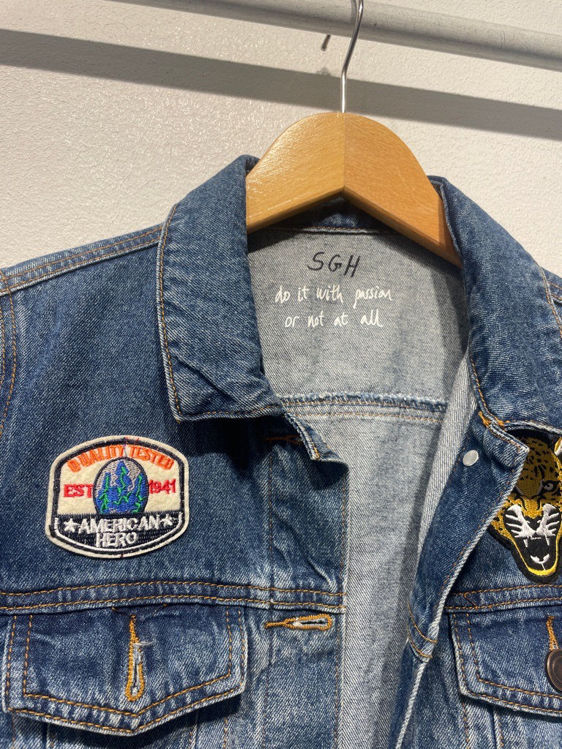 SGH
do it with passion
or not at all
QUALITY TESTED
EST 1941
★AMERICAN★
HERO